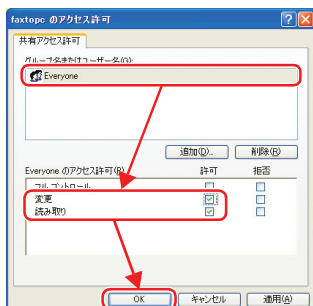 faxtopc のアクセス許可
共有アクセス許可
グループ名またはユーザー名(G):
Everyone
追加(D)... 削除(R)
Everyone のアクセス許可(P) 許可 拒否
フル コントロール
変更
読み取り
OK キャンセル 適用(A)